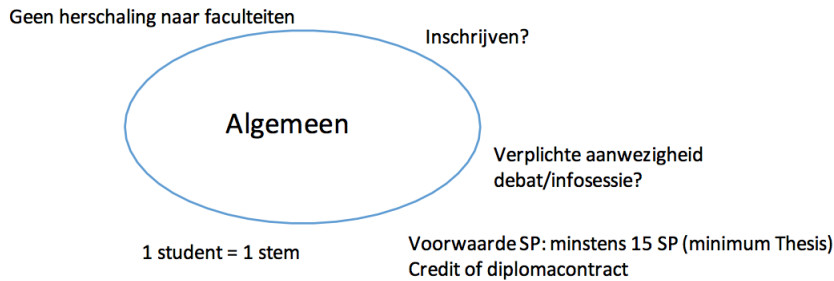 Geen herschaling naar faculteiten
Inschrijven?
Algemeen
Verplichte aanwezigheid
debat/infosessie?
1 student = 1 stem
Voorwaarde SP: minstens 15 SP (minimum Thesis)
Credit of diplomacontract